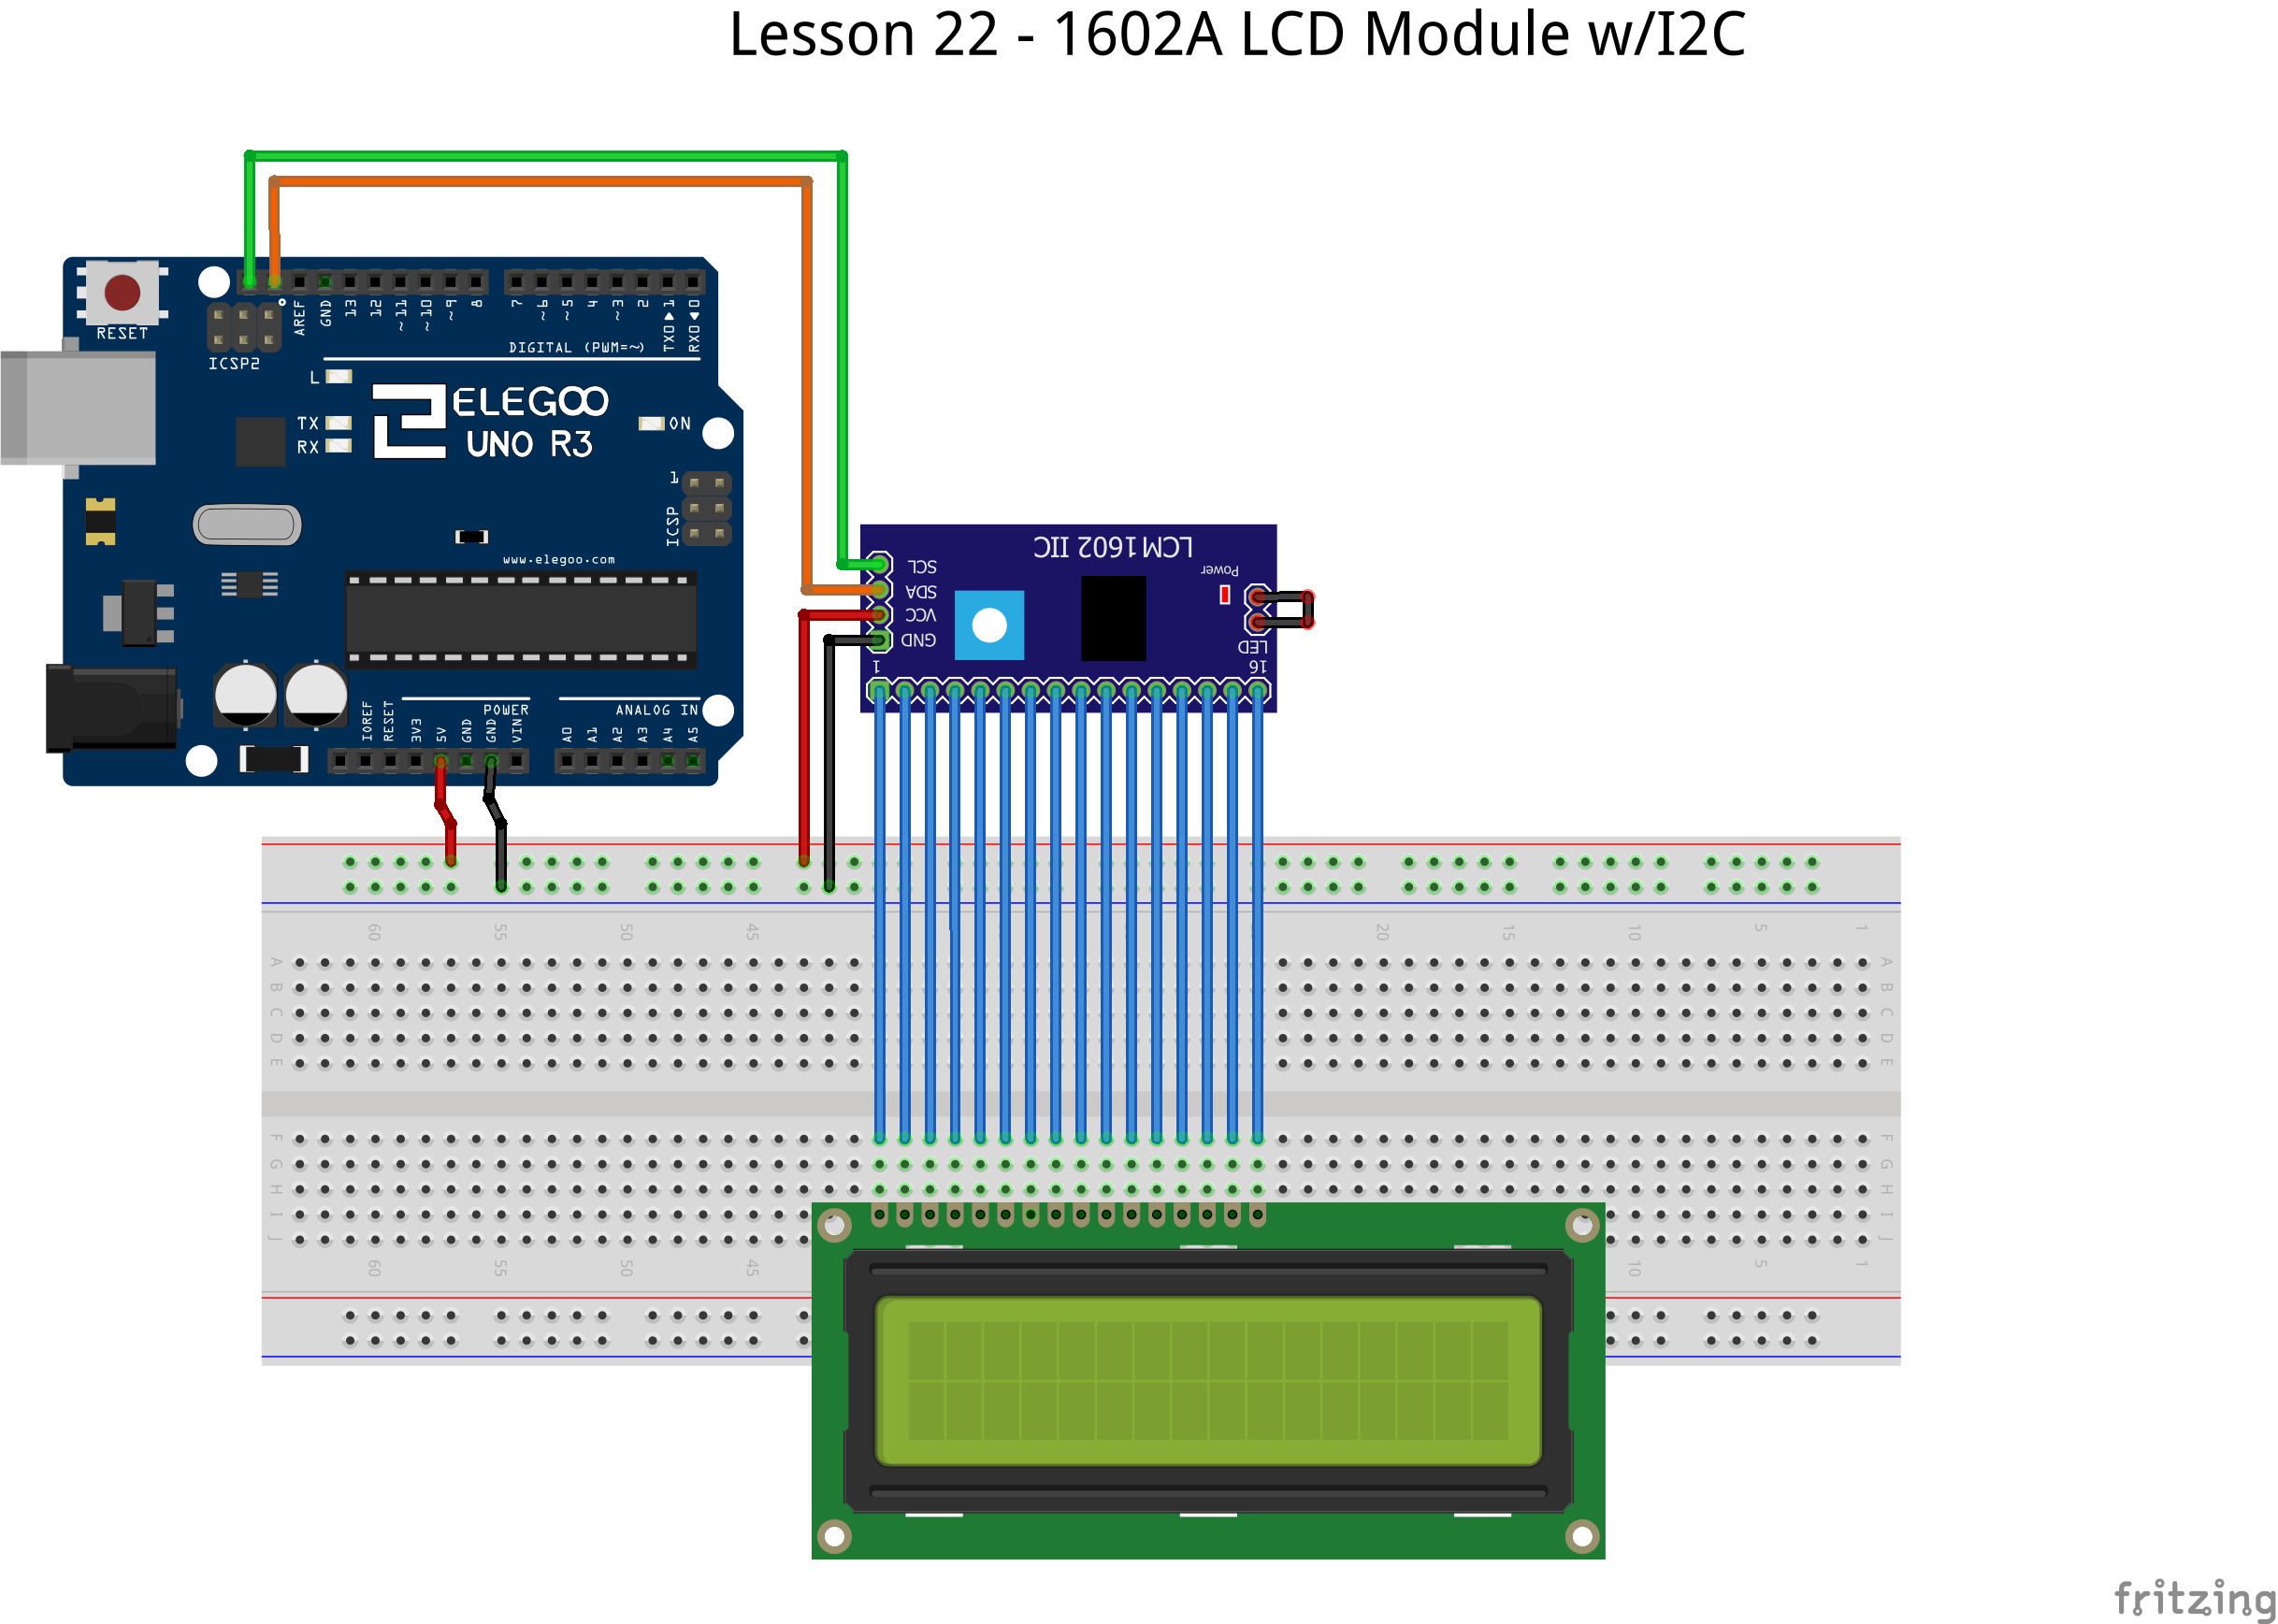 Lesson 22 - 1602A LCD Module w/I2C
RESET
ICSP2
AREF
GND
13
12
~11
~10
~9
8
7
~6
~5
4
~3
2
TX0▶1
RX0◀0
DIGITAL (PWM=~)
L
TX
RX
ELEGOO
UNO R3
ON
1
ICSP
www.elegoo.com
POWER
ANALOG IN
IOREF
RESET
3V3
5V
GND
GND
VIN
A0
A1
A2
A3
A4
A5
LCM1602 IIC
SCL
SDA
VCC
GND
Power
LED
1
16
60 55 50 45 20 15 10 5 1
A A
B B
C C
D D
E E
F F
G G
H H
I I
J J
60 55 50 45 10 5 1
fritzing